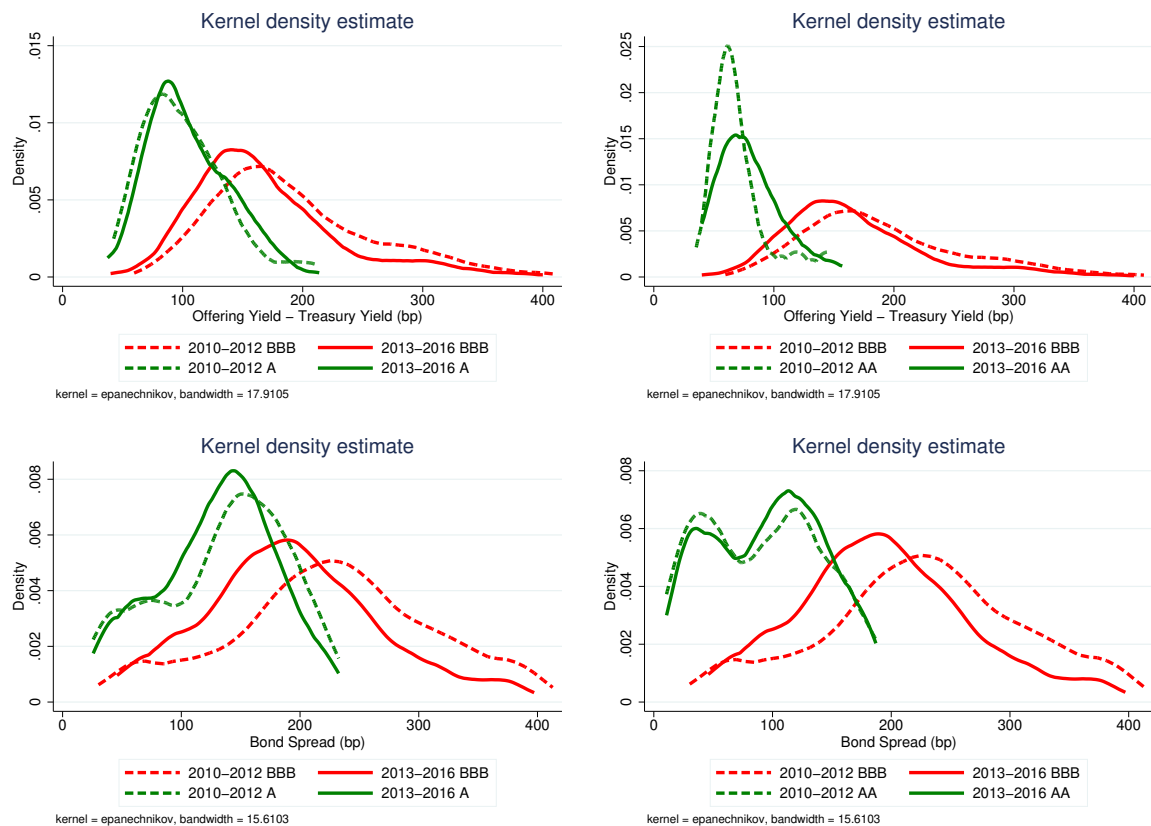 Kernel density estimate
.015
.01
.005
0
Density
0 100 200 300 400
Offering Yield − Treasury Yield (bp)
2010−2012 BBB 2013−2016 BBB
2010−2012 A 2013−2016 A
kernel = epanechnikov, bandwidth = 17.9105
Kernel density estimate
.025
.02
.015
.01
.005
0
Density
0 100 200 300 400
Offering Yield − Treasury Yield (bp)
2010−2012 BBB 2013−2016 BBB
2010−2012 AA 2013−2016 AA
kernel = epanechnikov, bandwidth = 17.9105
Kernel density estimate
.008
.006
.004
.002
0
Density
0 100 200 300 400
Bond Spread (bp)
2010−2012 BBB 2013−2016 BBB
2010−2012 A 2013−2016 A
kernel = epanechnikov, bandwidth = 15.6103
Kernel density estimate
.008
.006
.004
.002
0
Density
0 100 200 300 400
Bond Spread (bp)
2010−2012 BBB 2013−2016 BBB
2010−2012 AA 2013−2016 AA
kernel = epanechnikov, bandwidth = 15.6103